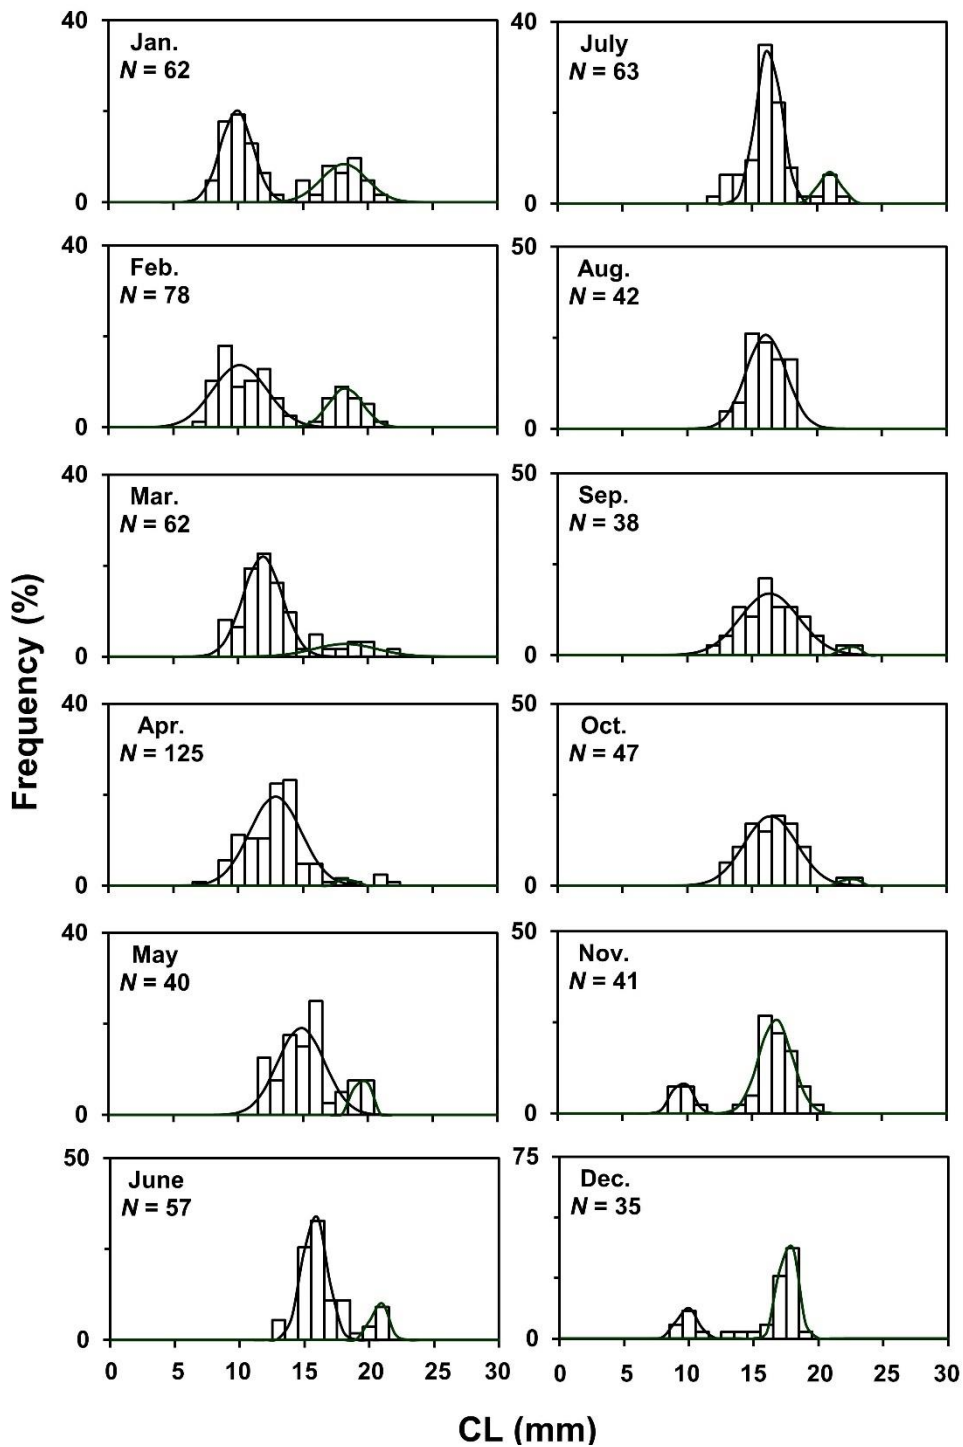 Frequency (%)
40
Jan.
N = 62
0
40
Feb.
N = 78
0
40
Mar.
N = 62
0
40
Apr.
N = 125
0
40
May
N = 40
0
50
June
N = 57
0
0 5 10 15 20 25 30
40
July
N = 63
0
50
Aug.
N = 42
0
50
Sep.
N = 38
0
50
Oct.
N = 47
0
50
Nov.
N = 41
0
75
Dec.
N = 35
0
0 5 10 15 20 25 30
CL (mm)